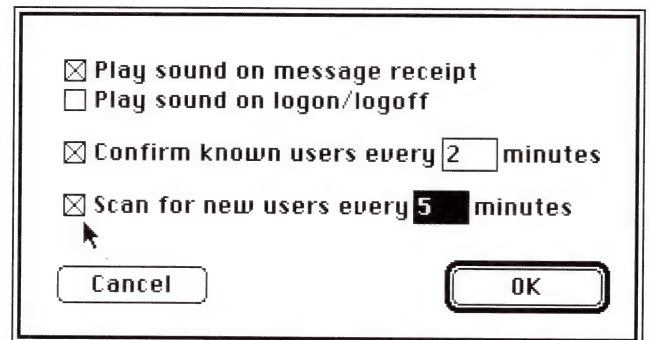 Play sound on message receipt
Play sound on logon/logoff
Confirm known users every 2 minutes
Scan for new users every 5 minutes
Cancel OK